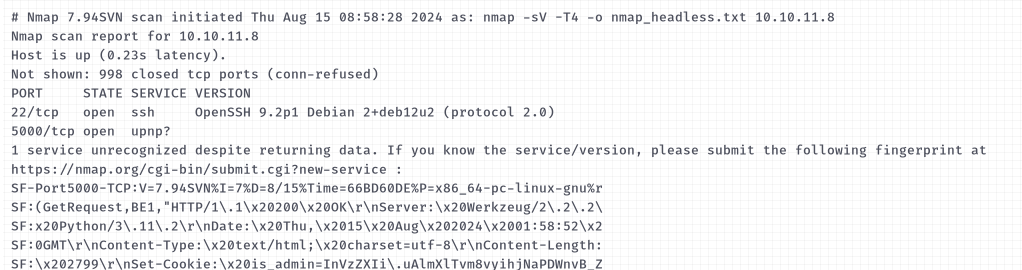 # Nmap 7.94SVN scan initiated Thu Aug 15 08:58:28 2024 as: nmap -sV -T4 -o nmap_headless.txt 10.10.11.8
Nmap scan report for 10.10.11.8
Host is up (0.23s latency).
Not shown: 998 closed tcp ports (conn-refused)
PORT     STATE SERVICE VERSION
22/tcp   open  ssh     OpenSSH 9.2p1 Debian 2+deb12u2 (protocol 2.0)
5000/tcp open  upnp?
1 service unrecognized despite returning data. If you know the service/version, please submit the following fingerprint at
https://nmap.org/cgi-bin/submit.cgi?new-service :
SF-Port5000-TCP:V=7.94SVN%I=7%D=8/15%Time=66BD60DE%P=x86_64-pc-linux-gnu%r
SF:(GetRequest,BE1,"HTTP/1\.1\x20200\x20OK\r\nServer:\x20Werkzeug/2\.2\.2\
SF:x20Python/3\.11\.2\r\nDate:\x20Thu,\x2015\x20Aug\x202024\x2001:58:52\x2
SF:0GMT\r\nContent-Type:\x20text/html;\x20charset=utf-8\r\nContent-Length:
SF:\x202799\r\nSet-Cookie:\x20is_admin=InVzZXIi\.uAlmXlTvm8vyihjNaPDWnvB_Z